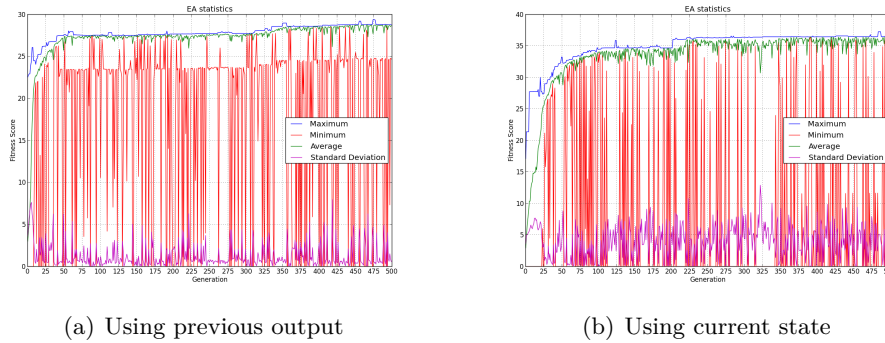 EA statistics
40
35
30
25
20
15
10
5
0
Fitness Score
Maximum
Minimum
Average
Standard Deviation
0 25 50 75 100 125 150 175 200 225 250 275 300 325 350 375 400 425 450 475 500
Generation
(a) Using previous output
EA statistics
40
35
30
25
20
15
10
5
0
Fitness Score
Maximum
Minimum
Average
Standard Deviation
0 25 50 75 100 125 150 175 200 225 250 275 300 325 350 375 400 425 450 475 5
Generation
(b) Using current state